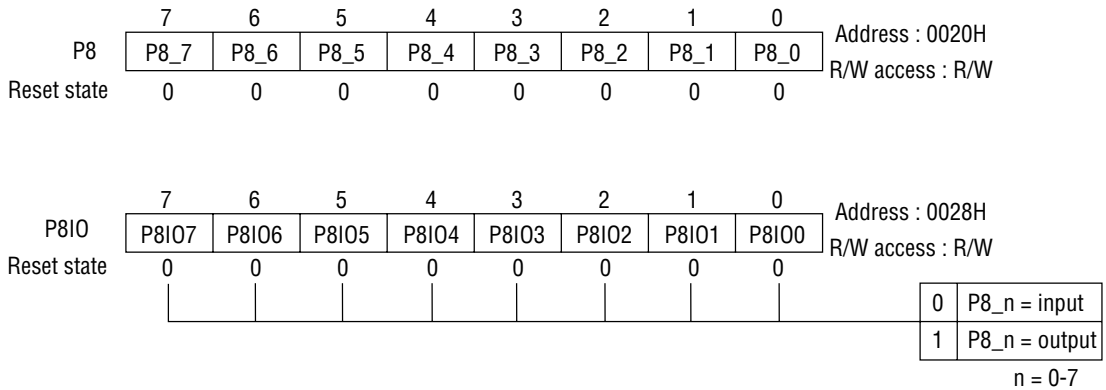 7 6 5 4 3 2 1 0
P8 P8_7 P8_6 P8_5 P8_4 P8_3 P8_2 P8_1 P8_0 Address : 0020H
R/W access : R/W
Reset state 0 0 0 0 0 0 0 0
7 6 5 4 3 2 1 0
P8IO P8IO7 P8IO6 P8IO5 P8IO4 P8IO3 P8IO2 P8IO1 P8IO0 Address : 0028H
R/W access : R/W
Reset state 0 0 0 0 0 0 0 0
0 P8_n = input
1 P8_n = output
n = 0-7